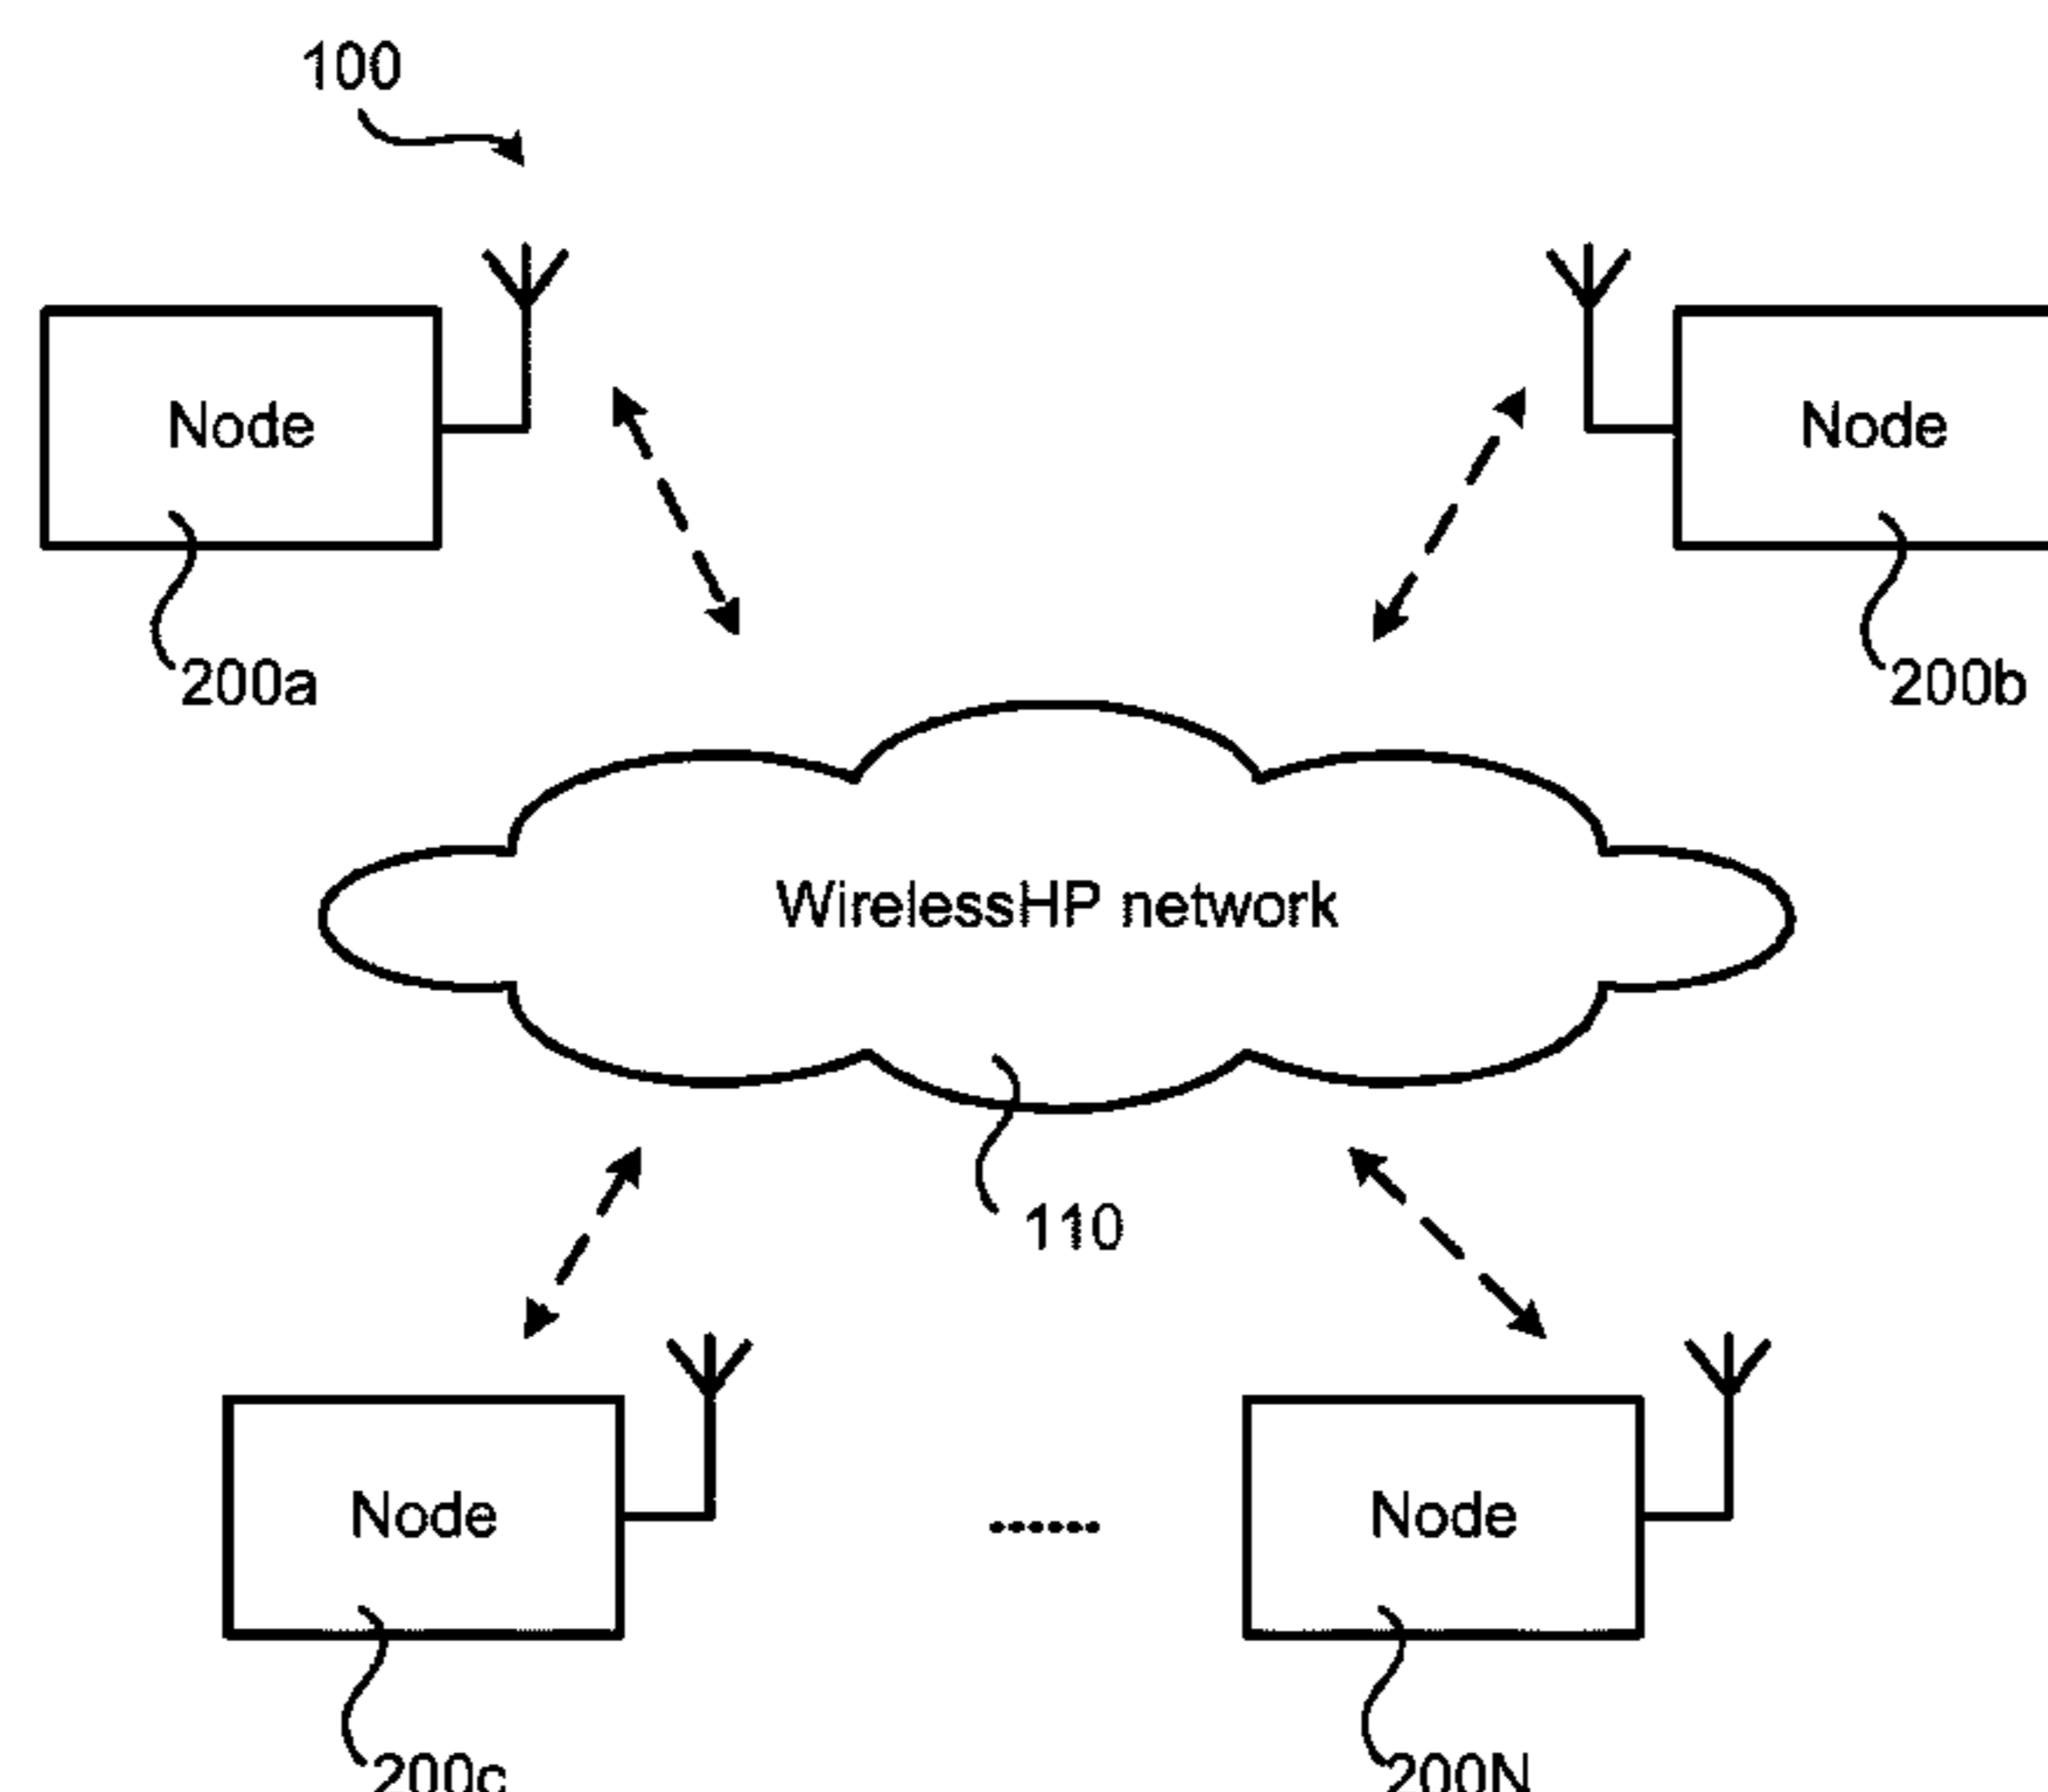 100
Node
Node
200a
200b
WirelessHP network
110
Node
......
Node
200c
200N